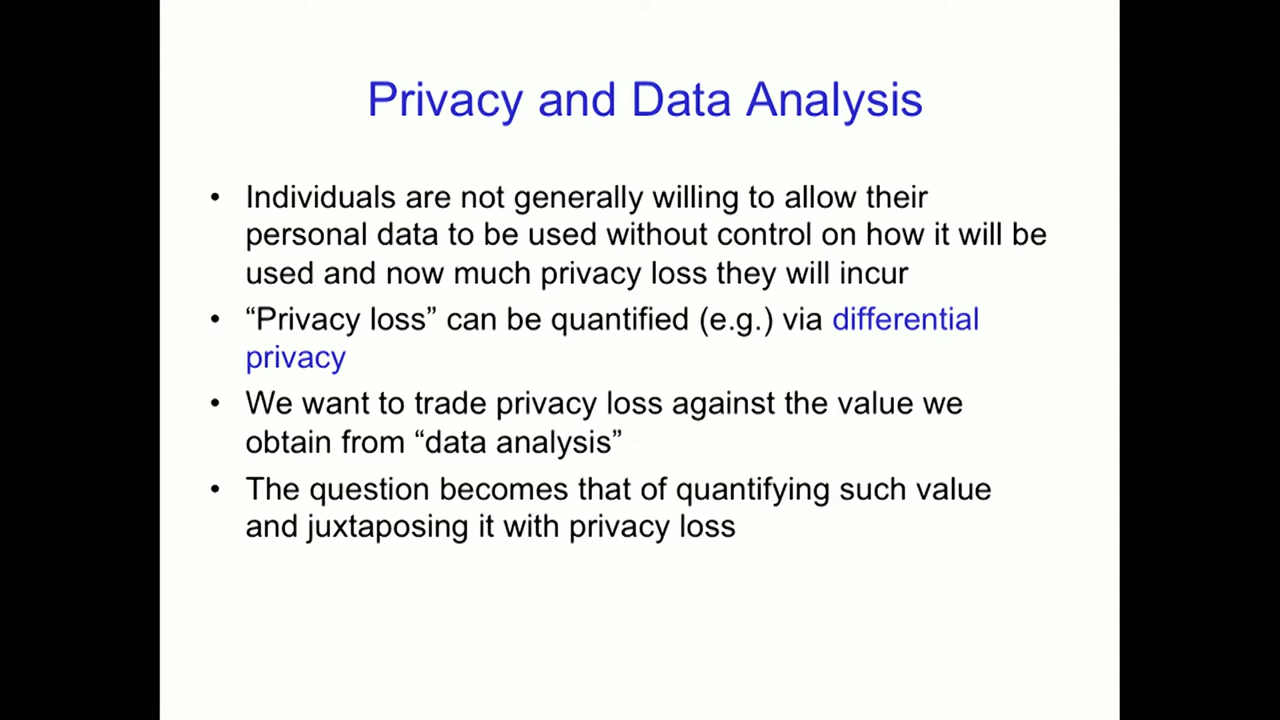 Privacy and Data Analysis
• Individuals are not generally willing to allow their
personal data to be used without control on how it will be
used and now much privacy loss they will incur
• “Privacy loss” can be quantified (e.g.) via differential
privacy
• We want to trade privacy loss against the value we
obtain from “data analysis”
• The question becomes that of quantifying such value
and juxtaposing it with privacy loss